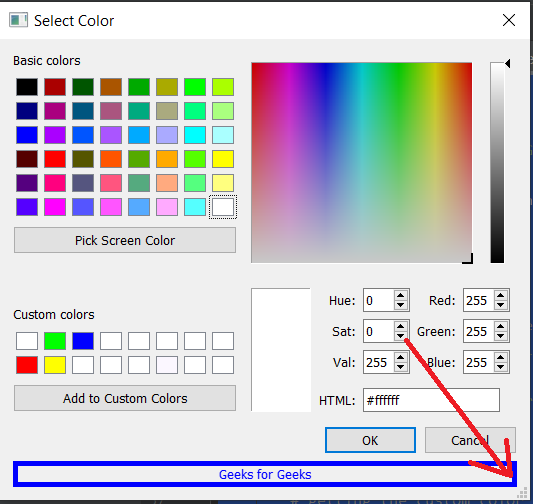 Select Color
Basic colors
Pick Screen Color
Custom colors
Add to Custom Colors
Hue: 0 Red: 255
Sat: 0 Green: 255
Val: 255 Blue: 255
HTML: #ffffff
OK Cancel
Geeks for Geeks